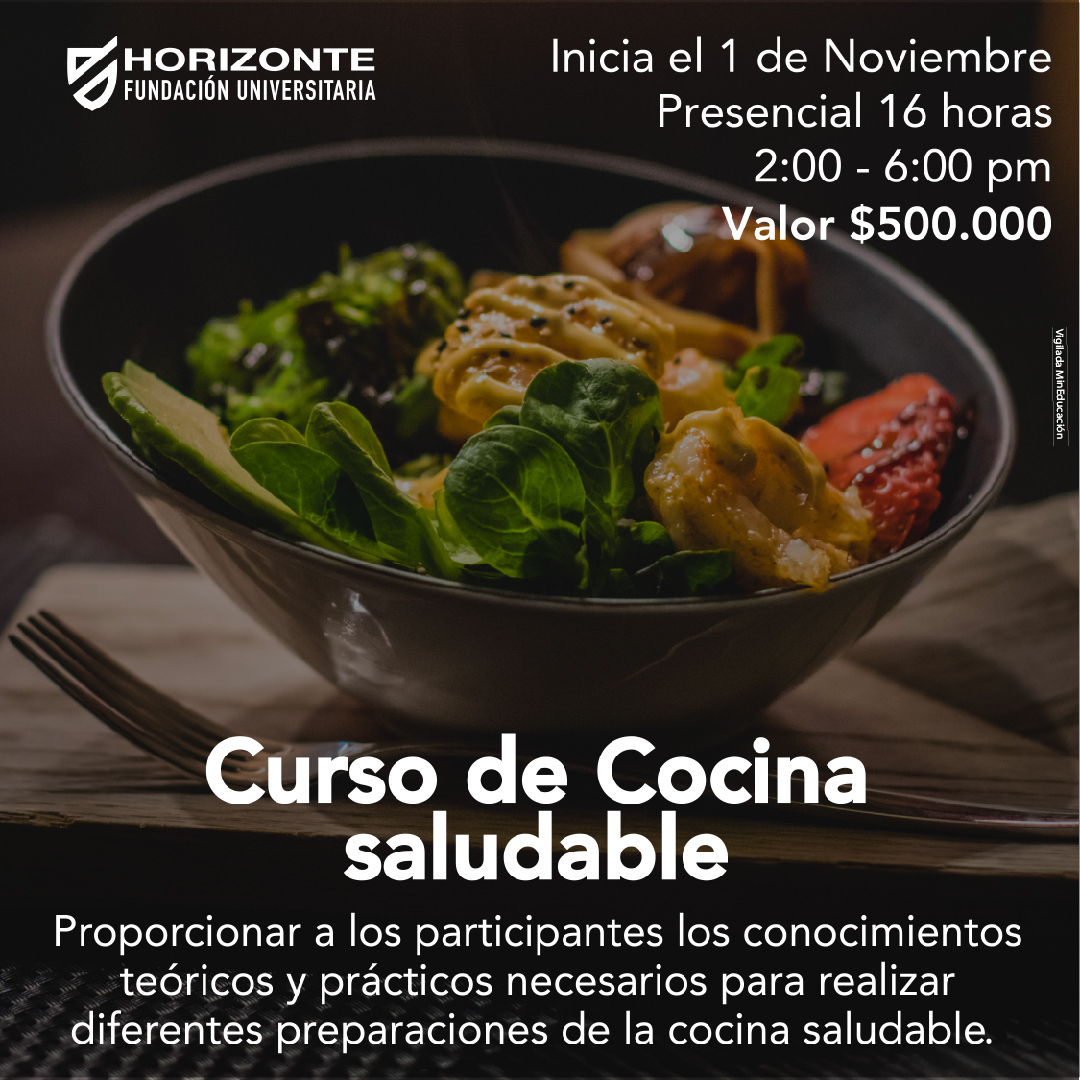 HORIZONTE
FUNDACIÓN UNIVERSITARIA
Inicia el 1 de Noviembre
Presencial 16 horas
2:00 - 6:00 pm
Valor $500.000
Vigilada MinEducación
Curso de Cocina
saludable
Proporcionar a los participantes los conocimientos
teóricos y prácticos necesarios para realizar
diferentes preparaciones de la cocina saludable.